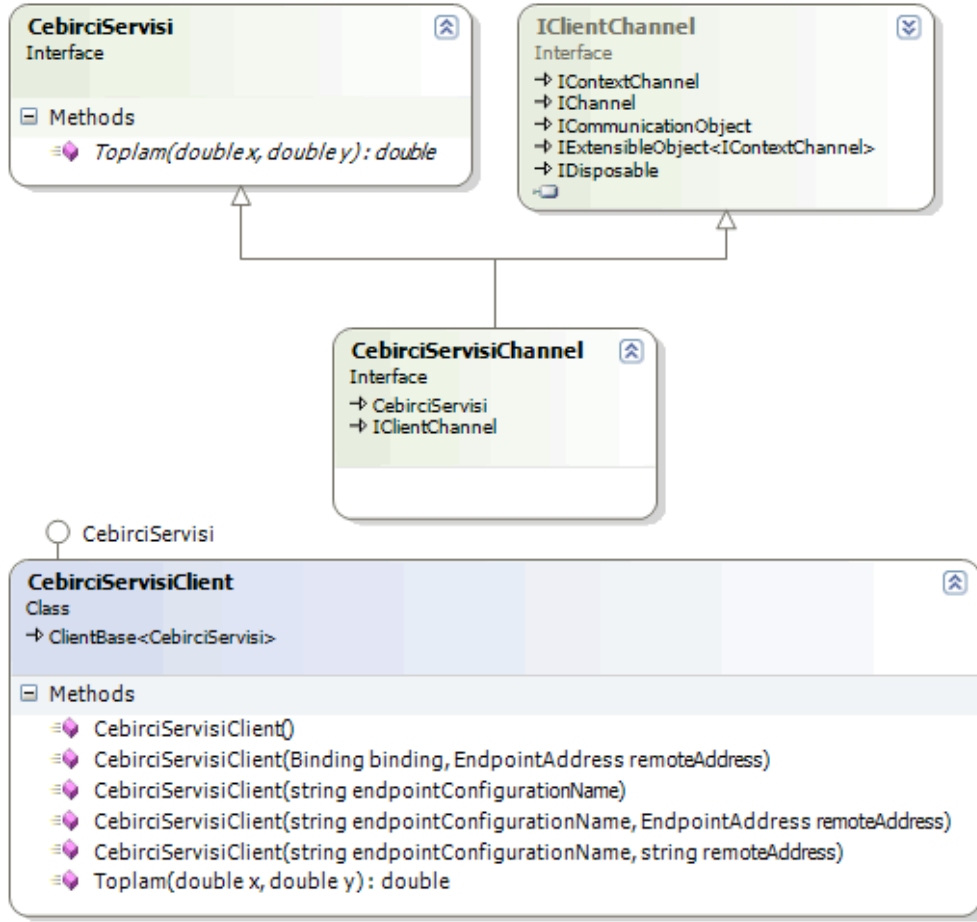 CebirciServisi
Interface
Methods
Toplam(double x, double y) : double
IClientChannel
Interface
IContextChannel
IChannel
ICommunicationObject
IExtensibleObject<IContextChannel>
IDisposable
CebirciServisiChannel
Interface
CebirciServisi
IClientChannel
CebirciServisi
CebirciServisiClient
Class
ClientBase<CebirciServisi>
Methods
CebirciServisiClient()
CebirciServisiClient(Binding binding, EndpointAddress remoteAddress)
CebirciServisiClient(string endpointConfigurationName)
CebirciServisiClient(string endpointConfigurationName, EndpointAddress remoteAddress)
CebirciServisiClient(string endpointConfigurationName, string remoteAddress)
Toplam(double x, double y) : double